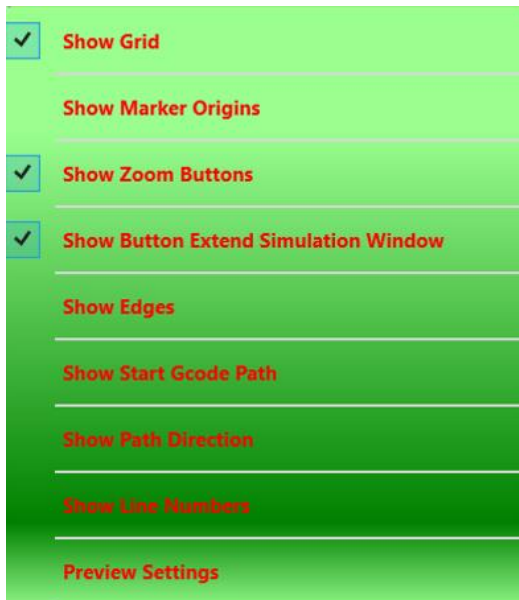 Show Grid
Show Marker Origins
Show Zoom Buttons
Show Button Extend Simulation Window
Show Edges
Show Start Gcode Path
Show Path Direction
Show Line Numbers
Preview Settings